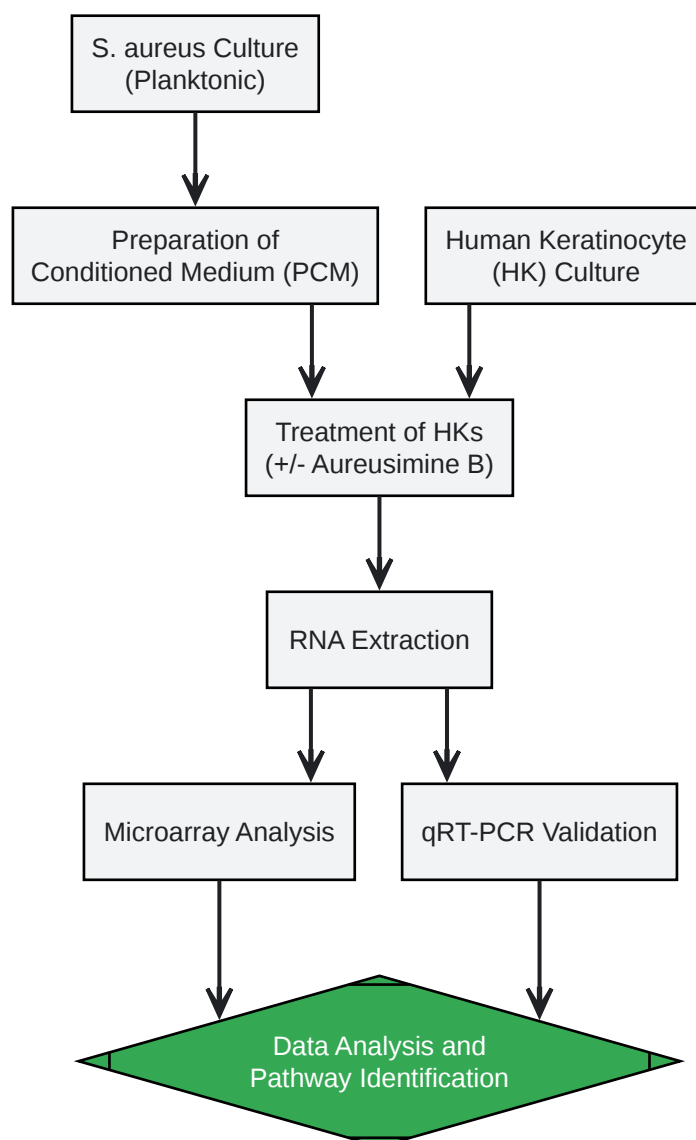 S. aureus Culture
(Planktonic)
Preparation of
Conditioned Medium (PCM)
Human Keratinocyte
(HK) Culture
Treatment of HKs
(+/- Aureusimine B)
RNA Extraction
Microarray Analysis
qRT-PCR Validation
Data Analysis and
Pathway Identification